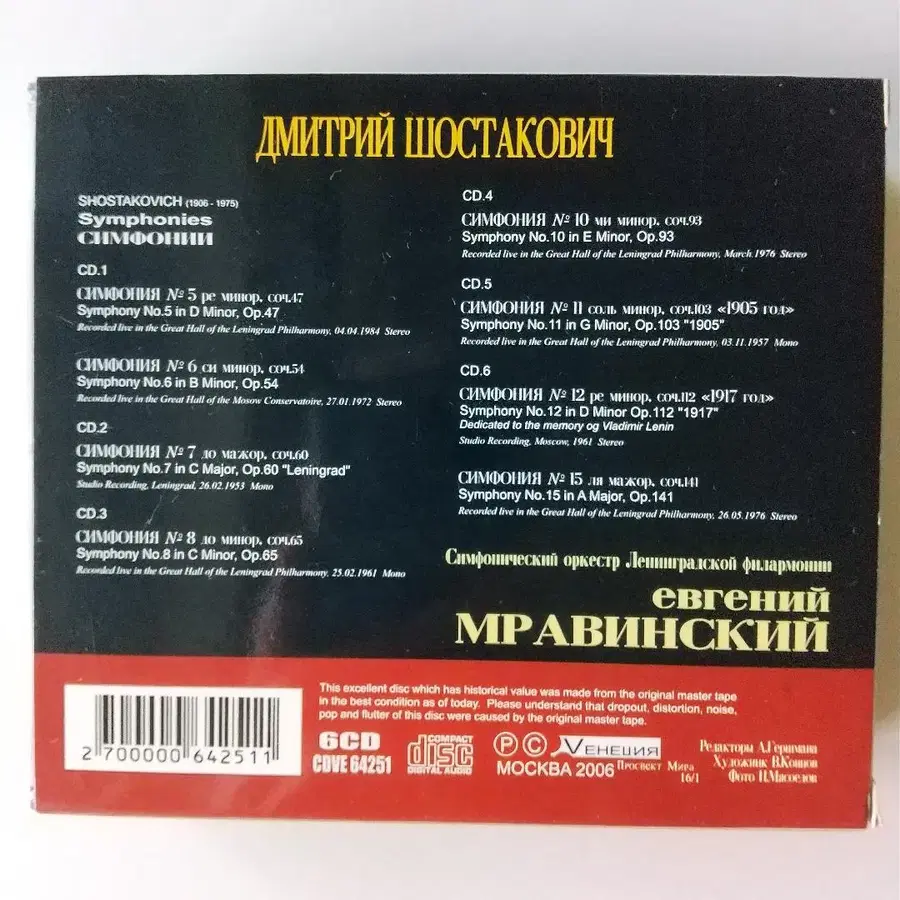 ДМИТРИЙ ШОСТАКОВИЧ
SHOSTAKOVICH (1906 - 1975)
Symphonies
СИМФОНИИ
CD.1
СИМФОНИЯ № 5 ре минор, соч.47
Symphony No.5 in D Minor, Op.47
Recorded live in the Great Hall of the Leningrad Philharmony, 04.04.1984 Stereo
СИМФОНИЯ № 6 си минор, соч.54
Symphony No.6 in B Minor, Op.54
Recorded live in the Great Hall of the Mosow Conservatoire, 27.01.1972 Stereo
CD.2
СИМФОНИЯ № 7 до мажор, соч.60
Symphony No.7 in C Major, Op.60 "Leningrad"
Studio Recording, Leningrad, 26.02.1953 Mono
CD.3
СИМФОНИЯ № 8 до минор, соч.65
Symphony No.8 in C Minor, Op.65
Recorded live in the Great Hall of the Leningrad Philharmony, 25.02.1961 Mono
CD.4
СИМФОНИЯ № 10 ми минор, соч.93
Symphony No.10 in E Minor, Op.93
Recorded live in the Great Hall of the Leningrad Philharmony, March.1976 Stereo
CD.5
СИМФОНИЯ № 11 соль минор, соч.103 «1905 год»
Symphony No.11 in G Minor, Op.103 "1905"
Recorded live in the Great Hall of the Leningrad Philharmony, 03.11.1957 Mono
CD.6
СИМФОНИЯ № 12 ре минор, соч.112 «1917 год»
Symphony No.12 in D Minor Op.112 "1917"
Dedicated to the memory og Vladimir Lenin
Studio Recording, Moscow, 1961 Stereo
СИМФОНИЯ № 15 ля мажор, соч.141
Symphony No.15 in A Major, Op.141
Recorded live in the Great Hall of the Leningrad Philharmony, 26.05.1976 Stereo
Симфонический оркестр Ленинградской филармонии
евгений
МРАВИНСКИЙ
This excellent disc which has historical value was made from the original master tape
in the best condition as of today. Please understand that dropout, distortion, noise,
pop and flutter of this disc were caused by the original master tape.
2 700000 642511
6CD
CDVE 64251
COMPACT
disc
DIGITAL AUDIO
Ⓟ Ⓒ Венеция
МОСКВА 2006 Проспект Мира
16/1
Редакторы
Художник
Фото